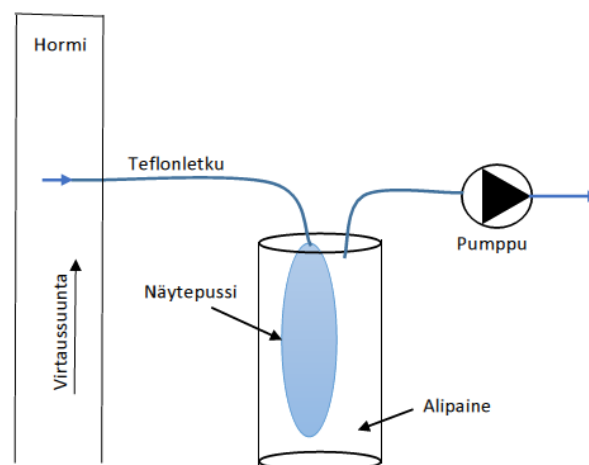 Hormi
Teflonletku
Pumppu
Näytepussi
Virtaussuunta
Alipaine